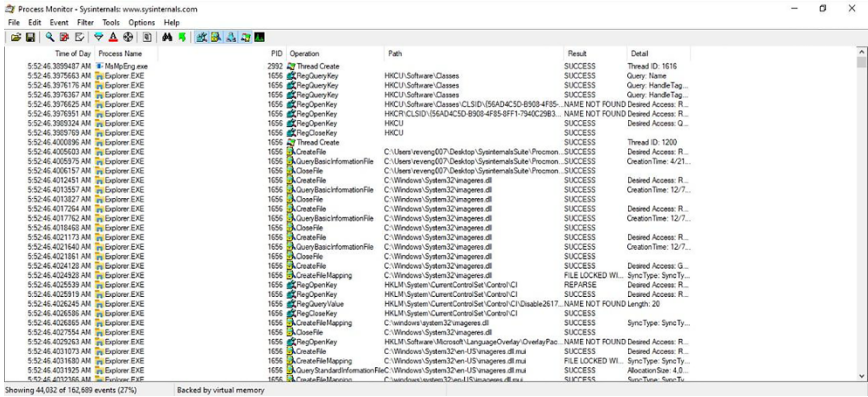 Process Monitor - Sysinternals: www.sysinternals.com
File Edit Event Filter Tools Options Help
Time of Day Process Name PID Operation Path Result Detail
5:52:46.3899487 AM MsMpEng.exe 2992 Thread Create SUCCESS Thread ID: 1616
5:52:46.3975663 AM Explorer.EXE 1656 RegQueryKey HKCU\Software\Classes SUCCESS Query: Name
5:52:46.3976176 AM Explorer.EXE 1656 RegQueryKey HKCU\Software\Classes SUCCESS Query: HandleTag...
5:52:46.3976367 AM Explorer.EXE 1656 RegQueryKey HKCU\Software\Classes SUCCESS Query: HandleTag...
5:52:46.3976625 AM Explorer.EXE 1656 RegOpenKey HKCU\Software\Classes\CLSID\{56AD4C5D-B908-4F85-... NAME NOT FOUND Desired Access: R...
5:52:46.3976951 AM Explorer.EXE 1656 RegOpenKey HKCR\CLSID\{56AD4C5D-B908-4F85-8FF1-7940C29B3... NAME NOT FOUND Desired Access: R...
5:52:46.3989324 AM Explorer.EXE 1656 RegOpenKey HKCU SUCCESS Desired Access: Q...
5:52:46.3989769 AM Explorer.EXE 1656 RegCloseKey HKCU SUCCESS
5:52:46.4000896 AM Explorer.EXE 1656 Thread Create SUCCESS Thread ID: 1200
5:52:46.4005603 AM Explorer.EXE 1656 CreateFile C:\Users\reveng007\Desktop\SysinternalsSuite\Procmon... SUCCESS Desired Access: R...
5:52:46.4005975 AM Explorer.EXE 1656 QueryBasicInformationFile C:\Users\reveng007\Desktop\SysinternalsSuite\Procmon... SUCCESS CreationTime: 4/21...
5:52:46.4006157 AM Explorer.EXE 1656 CloseFile C:\Users\reveng007\Desktop\SysinternalsSuite\Procmon... SUCCESS
5:52:46.4012451 AM Explorer.EXE 1656 CreateFile C:\Windows\System32\imageres.dll SUCCESS Desired Access: R...
5:52:46.4013557 AM Explorer.EXE 1656 QueryBasicInformationFile C:\Windows\System32\imageres.dll SUCCESS CreationTime: 12/7...
5:52:46.4013827 AM Explorer.EXE 1656 CloseFile C:\Windows\System32\imageres.dll SUCCESS
5:52:46.4017264 AM Explorer.EXE 1656 CreateFile C:\Windows\System32\imageres.dll SUCCESS Desired Access: R...
5:52:46.4017762 AM Explorer.EXE 1656 QueryBasicInformationFile C:\Windows\System32\imageres.dll SUCCESS CreationTime: 12/7...
5:52:46.4018468 AM Explorer.EXE 1656 CloseFile C:\Windows\System32\imageres.dll SUCCESS
5:52:46.4021173 AM Explorer.EXE 1656 CreateFile C:\Windows\System32\imageres.dll SUCCESS Desired Access: R...
5:52:46.4021640 AM Explorer.EXE 1656 QueryBasicInformationFile C:\Windows\System32\imageres.dll SUCCESS CreationTime: 12/7...
5:52:46.4021861 AM Explorer.EXE 1656 CloseFile C:\Windows\System32\imageres.dll SUCCESS
5:52:46.4024128 AM Explorer.EXE 1656 CreateFile C:\Windows\System32\imageres.dll SUCCESS Desired Access: G...
5:52:46.4024928 AM Explorer.EXE 1656 CreateFileMapping C:\Windows\System32\imageres.dll FILE LOCKED WI... SyncType: SyncTy...
5:52:46.4025539 AM Explorer.EXE 1656 RegOpenKey HKLM\System\CurrentControlSet\Control\CI REPARSE Desired Access: R...
5:52:46.4025819 AM Explorer.EXE 1656 RegOpenKey HKLM\System\CurrentControlSet\Control\CI SUCCESS Desired Access: R...
5:52:46.4026245 AM Explorer.EXE 1656 RegQueryValue HKLM\System\CurrentControlSet\Control\CI\Disable2617... NAME NOT FOUND Length: 20
5:52:46.4026586 AM Explorer.EXE 1656 RegCloseKey HKLM\System\CurrentControlSet\Control\CI SUCCESS
5:52:46.4026865 AM Explorer.EXE 1656 CreateFileMapping C:\windows\system32\imageres.dll SUCCESS SyncType: SyncTy...
5:52:46.4027554 AM Explorer.EXE 1656 CloseFile C:\Windows\System32\imageres.dll SUCCESS
5:52:46.4029263 AM Explorer.EXE 1656 RegOpenKey HKLM\Software\Microsoft\LanguageOverlay\OverlayPac... NAME NOT FOUND Desired Access: R...
5:52:46.4031073 AM Explorer.EXE 1656 CreateFile C:\Windows\System32\en-US\imageres.dll.mui SUCCESS Desired Access: R...
5:52:46.4031680 AM Explorer.EXE 1656 CreateFileMapping C:\Windows\System32\en-US\imageres.dll.mui FILE LOCKED WI... SyncType: SyncTy...
5:52:46.4031925 AM Explorer.EXE 1656 QueryStandardInformationFile C:\Windows\System32\en-US\imageres.dll.mui SUCCESS AllocationSize: 4,0...
5:52:46.4032366 AM Explorer.EXE 1656 CreateFileMapping C:\windows\system32\en-US\imageres.dll.mui SUCCESS SyncType: SyncTy...
Showing 44,032 of 162,689 events (27%) Backed by virtual memory